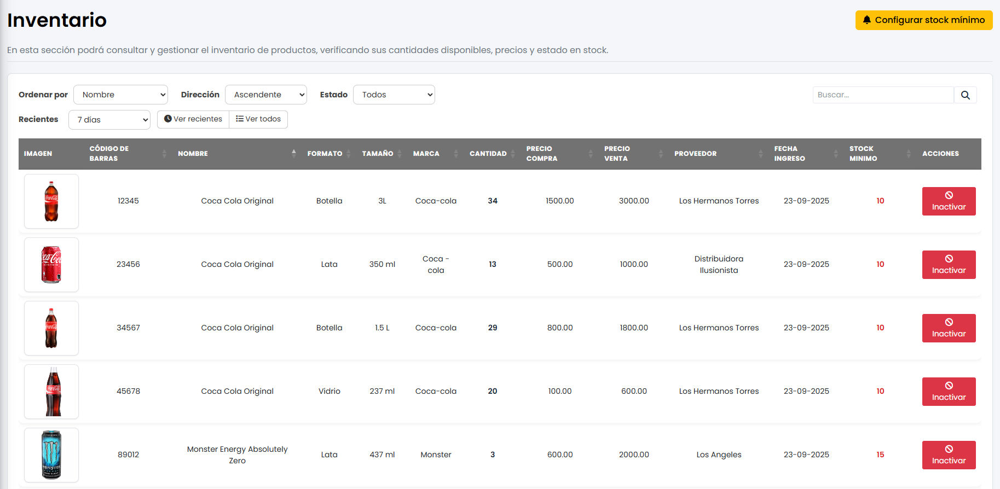 Inventario
Configurar stock mínimo
En esta sección podrá consultar y gestionar el inventario de productos, verificando sus cantidades disponibles, precios y estado en stock.
Ordenar por Nombre Dirección Ascendente Estado Todos Buscar...
Recientes 7 días Ver recientes Ver todos
IMAGEN CÓDIGO DE BARRAS NOMBRE FORMATO TAMAÑO MARCA CANTIDAD PRECIO COMPRA PRECIO VENTA PROVEEDOR FECHA INGRESO STOCK MINIMO ACCIONES
12345 Coca Cola Original Botella 3L Coca-cola 34 1500.00 3000.00 Los Hermanos Torres 23-09-2025 10 Inactivar
23456 Coca Cola Original Lata 350 ml Coca - cola 13 500.00 1000.00 Distribuidora Ilusionista 23-09-2025 10 Inactivar
34567 Coca Cola Original Botella 1.5 L Coca-cola 29 800.00 1800.00 Los Hermanos Torres 23-09-2025 10 Inactivar
45678 Coca Cola Original Vidrio 237 ml Coca-cola 20 100.00 600.00 Los Hermanos Torres 23-09-2025 10 Inactivar
89012 Monster Energy Absolutely Zero Lata 437 ml Monster 3 600.00 2000.00 Los Angeles 23-09-2025 15 Inactivar